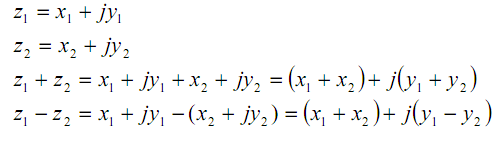 z₁ = x₁ + jy₁
z₂ = x₂ + jy₂
z₁ + z₂ = x₁ + jy₁ + x₂ + jy₂ = (x₁ + x₂) + j(y₁ + y₂)
z₁ − z₂ = x₁ + jy₁ − (x₂ + jy₂) = (x₁ + x₂) + j(y₁ − y₂)